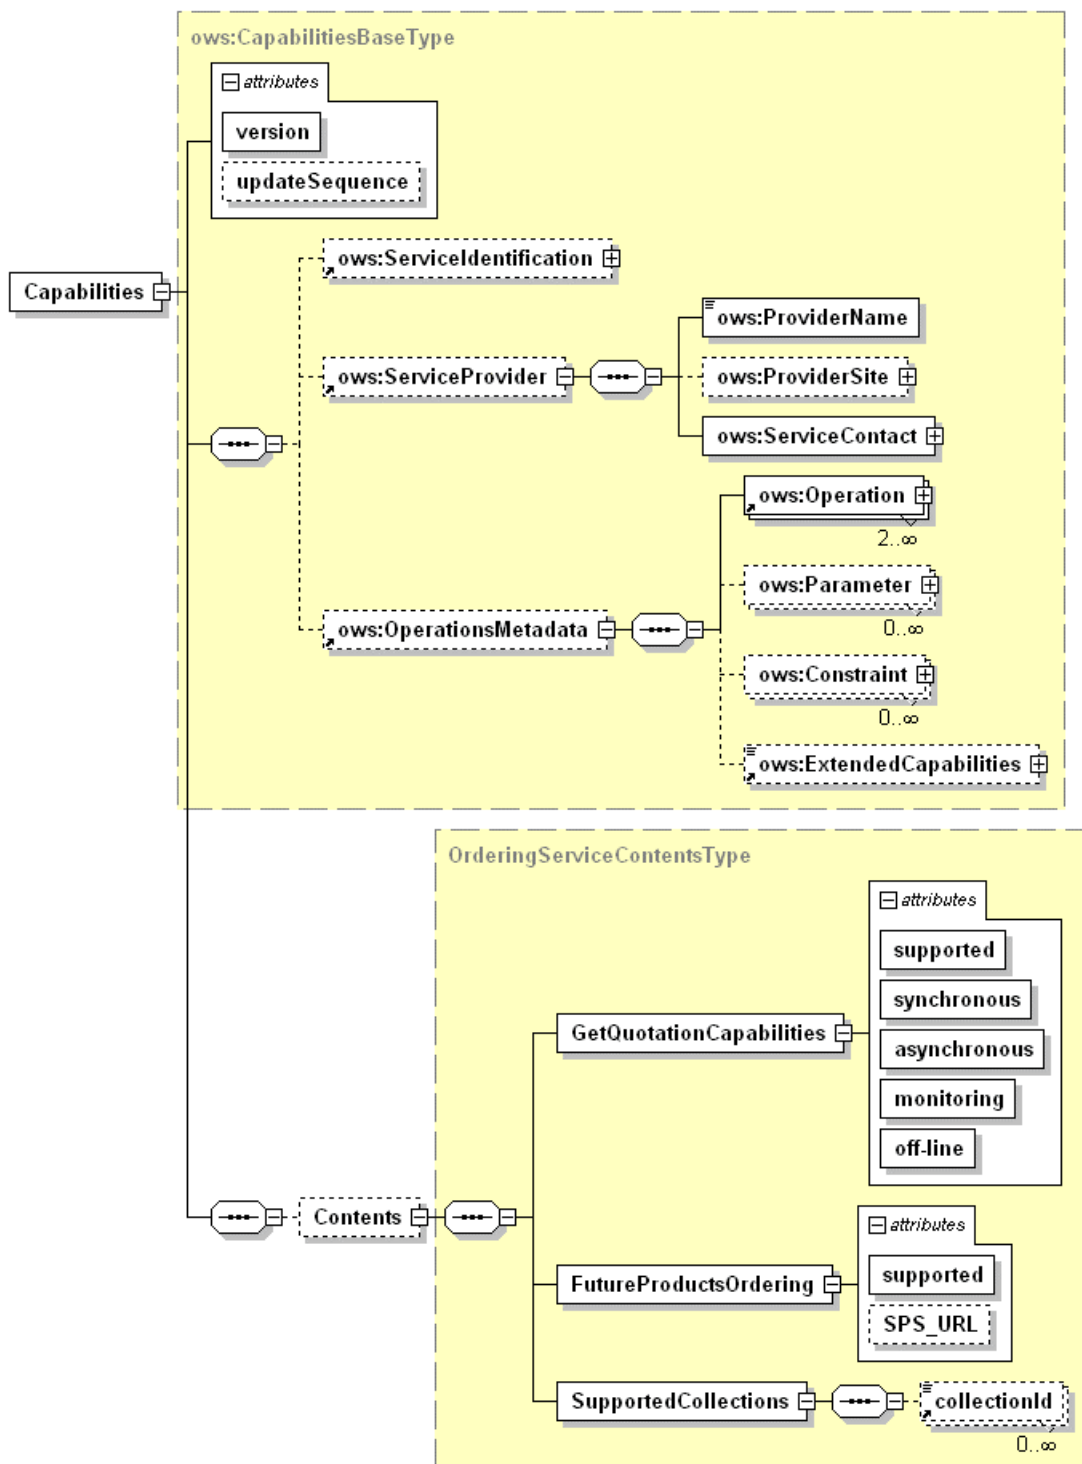 ows:CapabilitiesBaseType
attributes
version
updateSequence
ows:ServiceIdentification
Capabilities
ows:ProviderName
ows:ServiceProvider
ows:ProviderSite
ows:ServiceContact
ows:Operation
2..∞
ows:Parameter
0..∞
ows:OperationsMetadata
ows:Constraint
0..∞
ows:ExtendedCapabilities
OrderingServiceContentsType
attributes
supported
synchronous
GetQuotationCapabilities
asynchronous
monitoring
off-line
Contents
attributes
supported
FutureProductsOrdering
SPS_URL
SupportedCollections
collectionId
0..∞